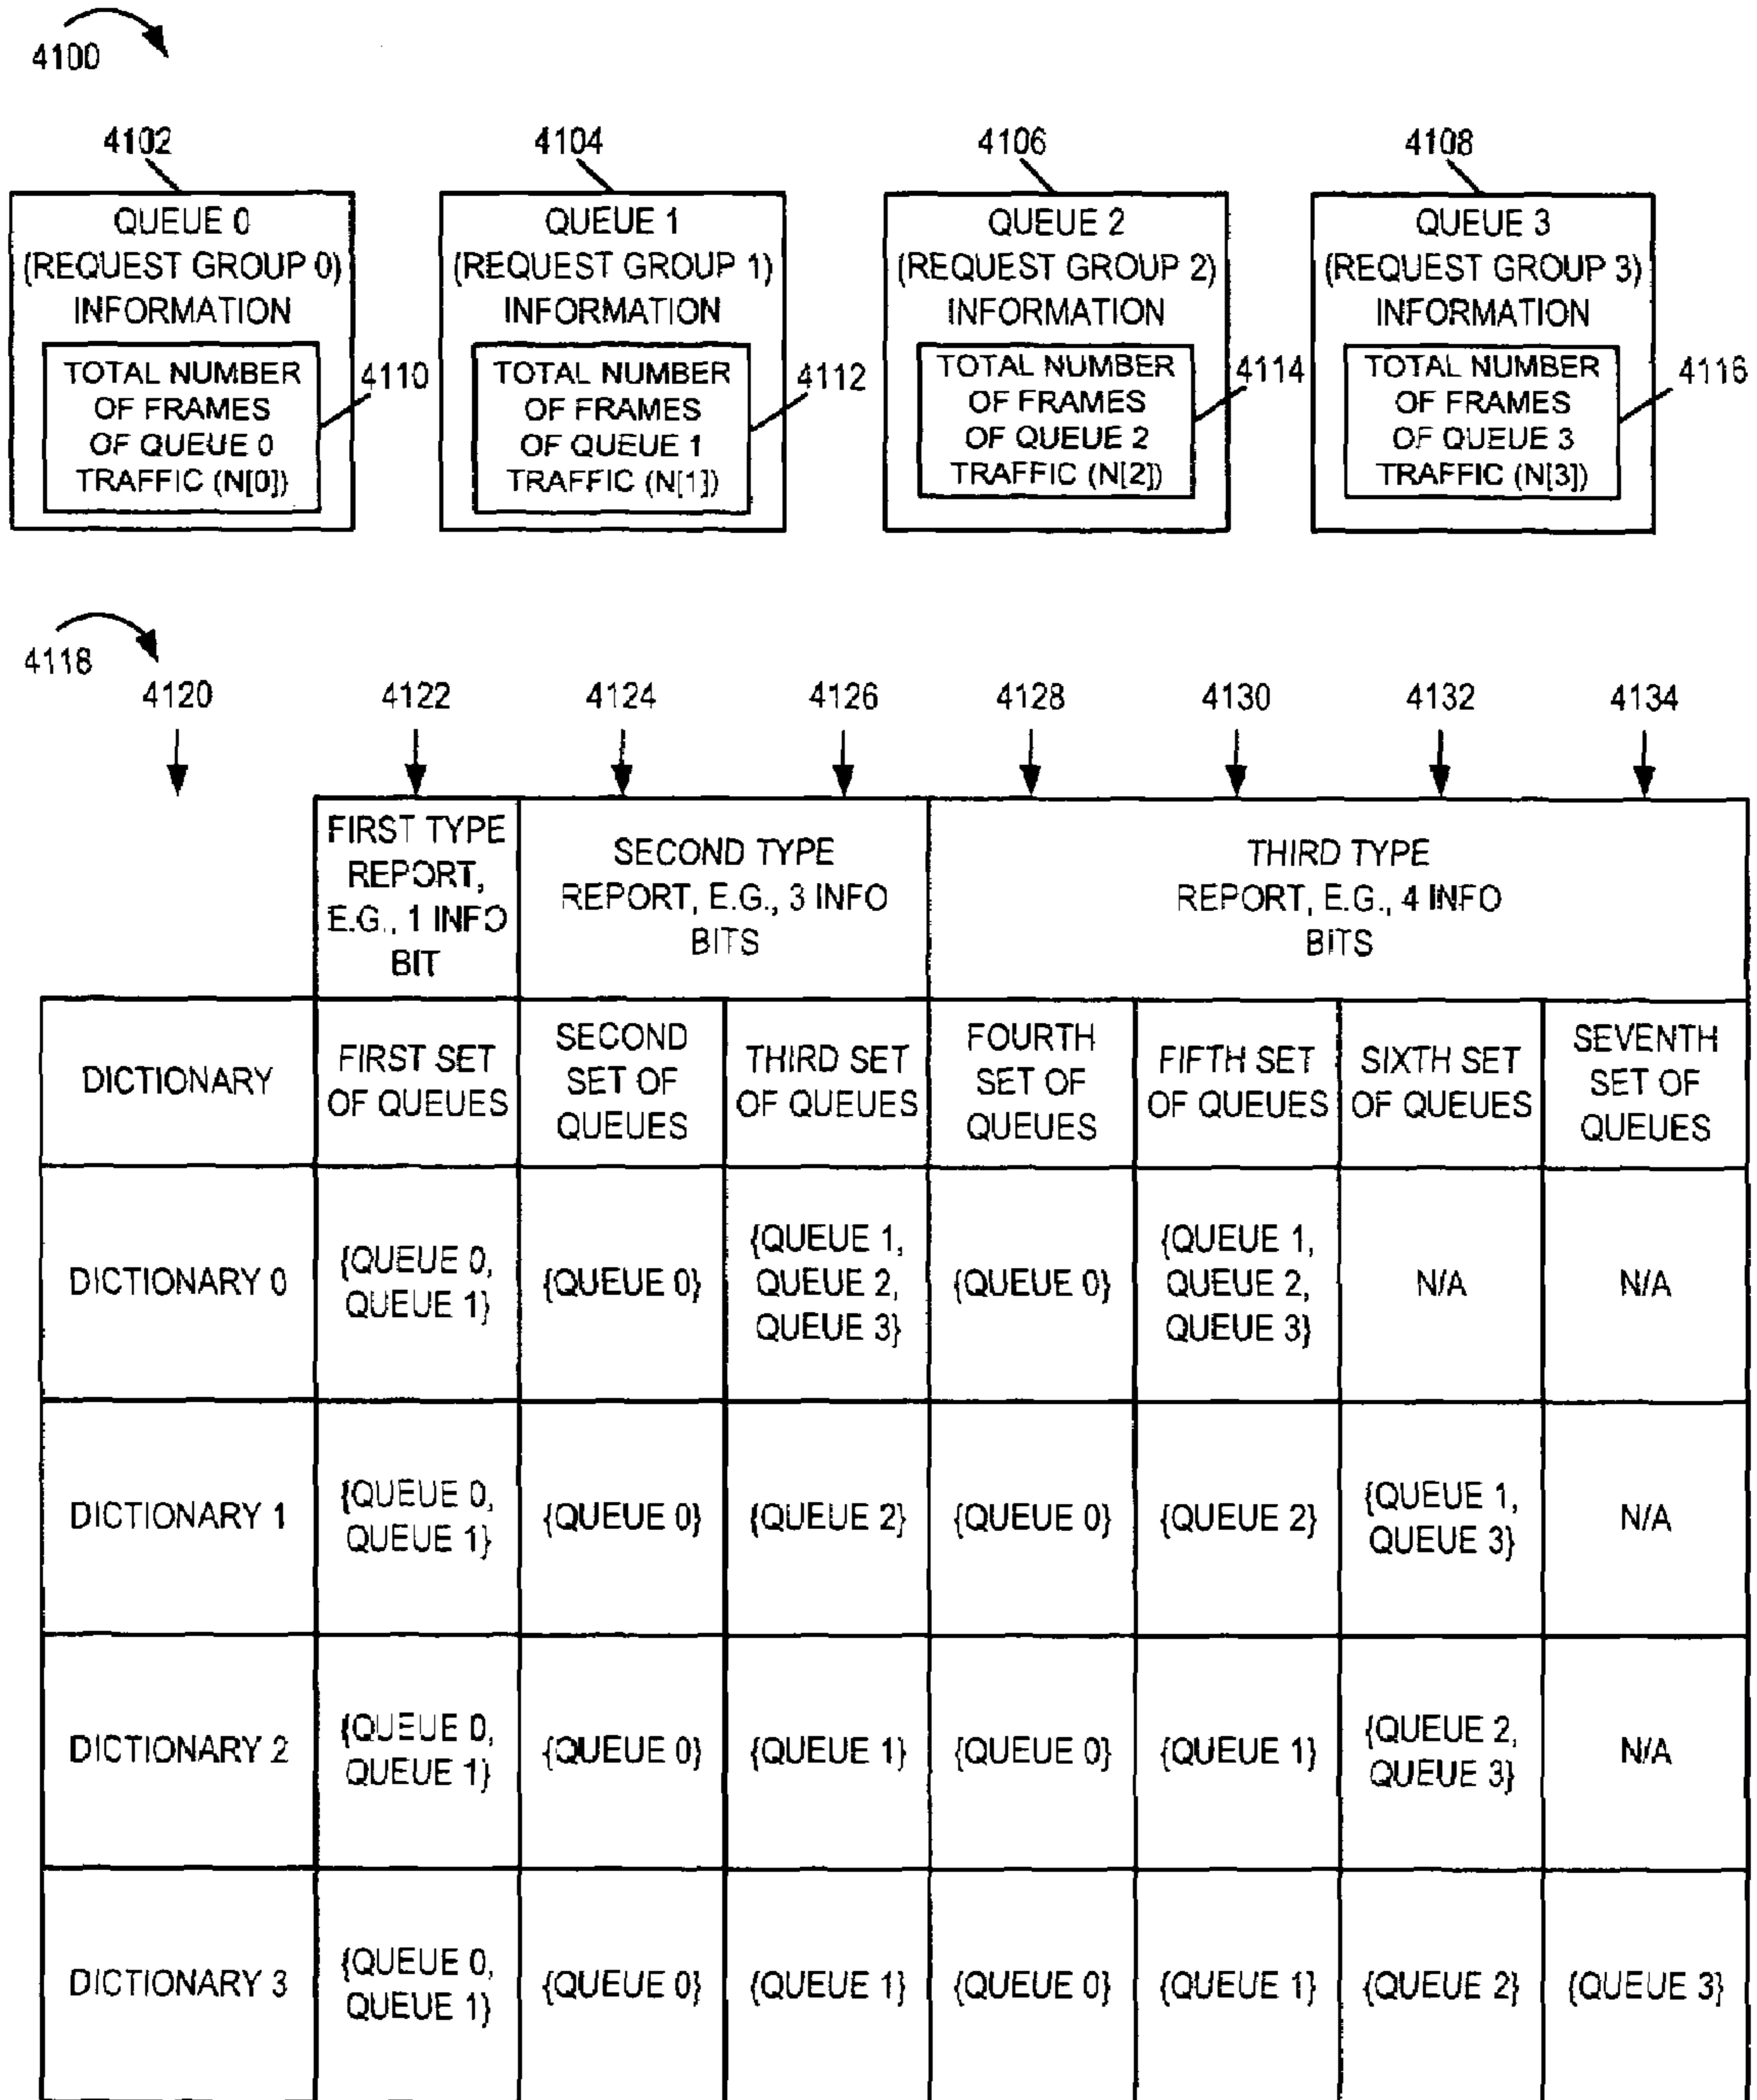 4100
4102
4104
4106
4108
QUEUE 0
(REQUEST GROUP 0)
INFORMATION
TOTAL NUMBER
OF FRAMES
OF QUEUE 0
TRAFFIC (N[0])
4110
QUEUE 1
(REQUEST GROUP 1)
INFORMATION
TOTAL NUMBER
OF FRAMES
OF QUEUE 1
TRAFFIC (N[1])
4112
QUEUE 2
(REQUEST GROUP 2)
INFORMATION
TOTAL NUMBER
OF FRAMES
OF QUEUE 2
TRAFFIC (N[2])
4114
QUEUE 3
(REQUEST GROUP 3)
INFORMATION
TOTAL NUMBER
OF FRAMES
OF QUEUE 3
TRAFFIC (N[3])
4116
4118
4120
4122
4124
4126
4128
4130
4132
4134
FIRST TYPE
REPORT,
E.G., 1 INFO
BIT
SECOND TYPE
REPORT, E.G., 3 INFO
BITS
THIRD TYPE
REPORT, E.G., 4 INFO
BITS
DICTIONARY
FIRST SET
OF QUEUES
SECOND
SET OF
QUEUES
THIRD SET
OF QUEUES
FOURTH
SET OF
QUEUES
FIFTH SET
OF QUEUES
SIXTH SET
OF QUEUES
SEVENTH
SET OF
QUEUES
DICTIONARY 0
{QUEUE 0,
QUEUE 1}
{QUEUE 0}
{QUEUE 1,
QUEUE 2,
QUEUE 3}
{QUEUE 0}
{QUEUE 1,
QUEUE 2,
QUEUE 3}
N/A
N/A
DICTIONARY 1
{QUEUE 0,
QUEUE 1}
{QUEUE 0}
{QUEUE 2}
{QUEUE 0}
{QUEUE 2}
{QUEUE 1,
QUEUE 3}
N/A
DICTIONARY 2
{QUEUE 0,
QUEUE 1}
{QUEUE 0}
{QUEUE 1}
{QUEUE 0}
{QUEUE 1}
{QUEUE 2,
QUEUE 3}
N/A
DICTIONARY 3
{QUEUE 0,
QUEUE 1}
{QUEUE 0}
{QUEUE 1}
{QUEUE 0}
{QUEUE 1}
{QUEUE 2}
{QUEUE 3}